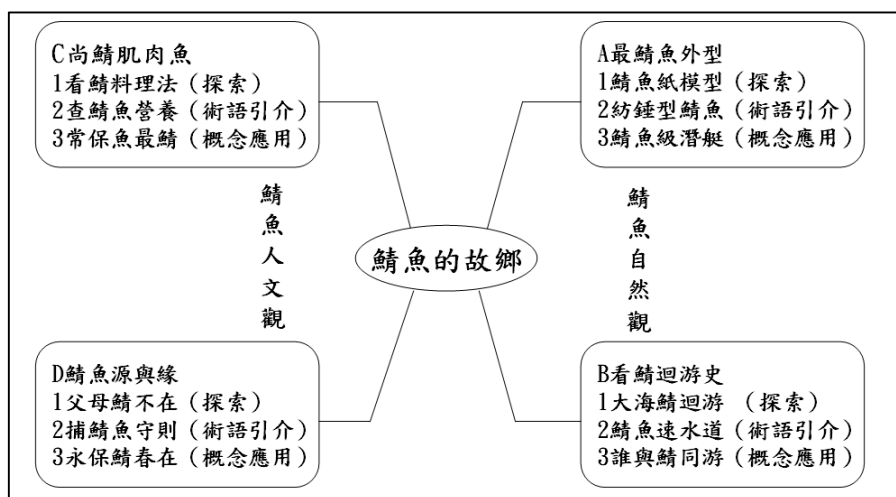 C尚鯖肌肉魚
1看鯖料理法（探索）
2查鯖魚營養（術語引介）
3常保魚最鯖（概念應用）
A最鯖魚外型
1鯖魚紙模型（探索）
2紡錘型鯖魚（術語引介）
3鯖魚級潛艇（概念應用）
鯖魚人文觀
鯖魚的故鄉
鯖魚自然觀
D鯖魚源與緣
1父母鯖不在（探索）
2捕鯖魚守則（術語引介）
3永保鯖春在（概念應用）
B看鯖迴游史
1大海鯖迴游 （探索）
2鯖魚速水道（術語引介）
3誰與鯖同游（概念應用）